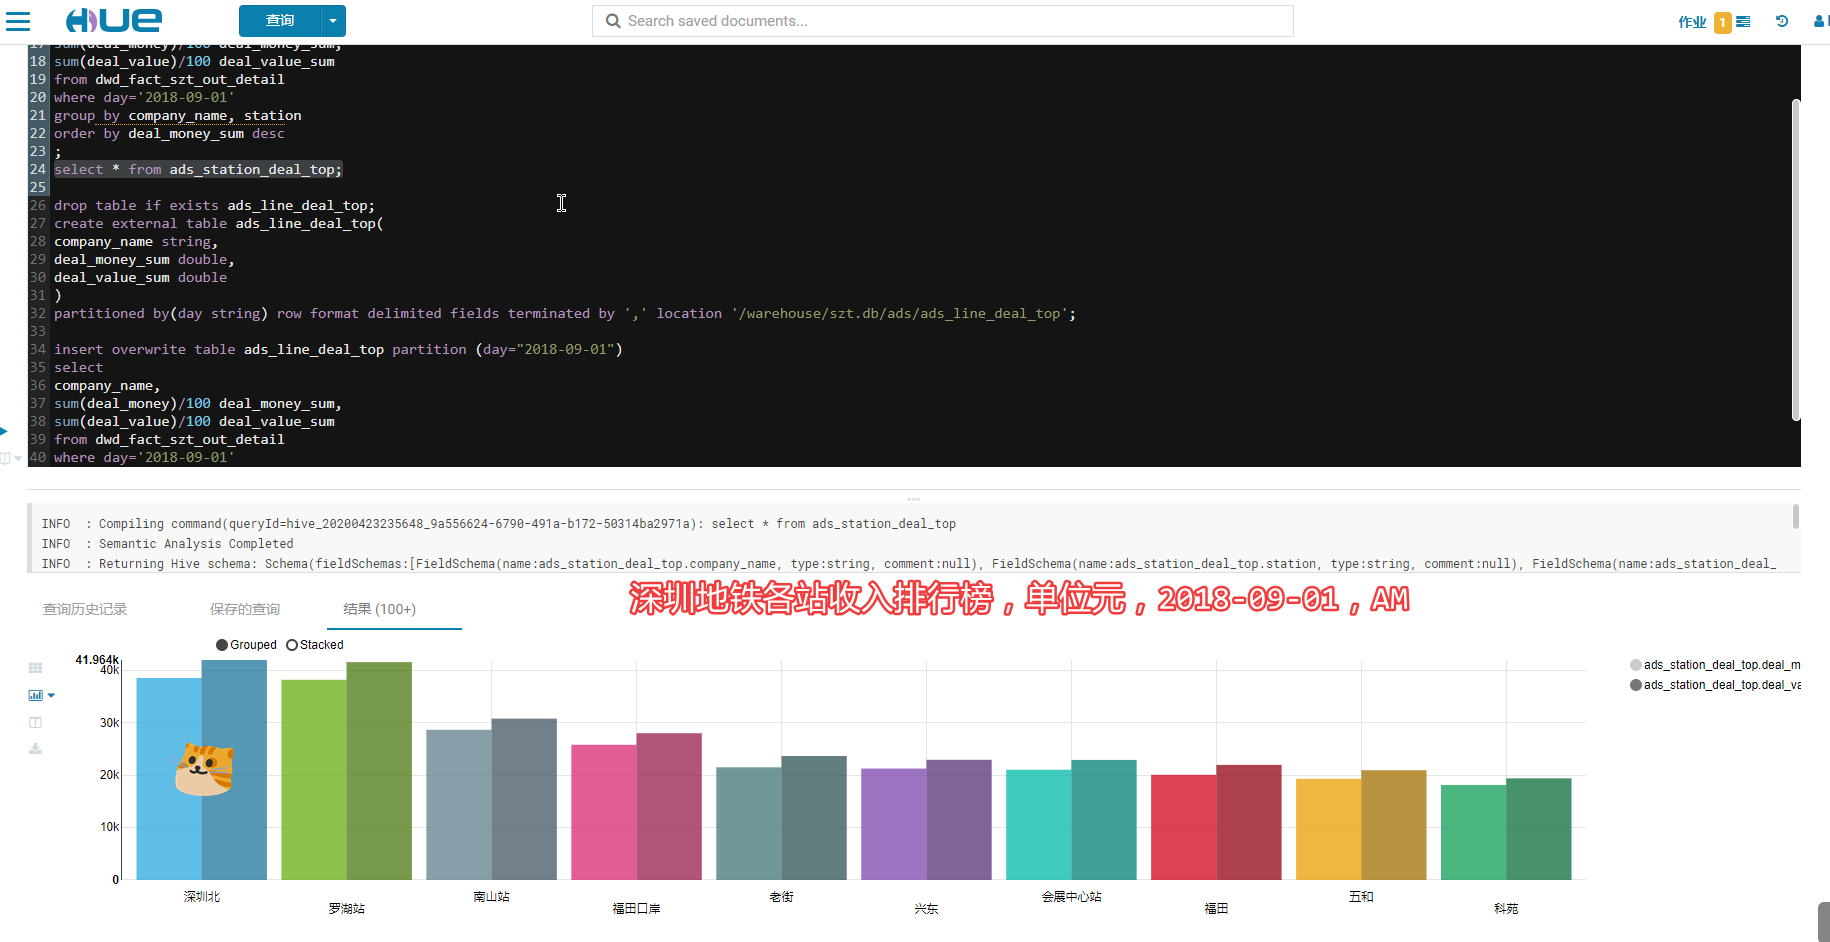 HUE
查询
Search saved documents...
作业 1
17 sum(deal_money)/100 deal_money_sum,
18 sum(deal_value)/100 deal_value_sum
19 from dwd_fact_szt_out_detail
20 where day='2018-09-01'
21 group by company_name, station
22 order by deal_money_sum desc
23 ;
24 select * from ads_station_deal_top;
25
26 drop table if exists ads_line_deal_top;
27 create external table ads_line_deal_top(
28 company_name string,
29 deal_money_sum double,
30 deal_value_sum double
31 )
32 partitioned by(day string) row format delimited fields terminated by ',' location '/warehouse/szt.db/ads/ads_line_deal_top';
33
34 insert overwrite table ads_line_deal_top partition (day="2018-09-01")
35 select
36 company_name,
37 sum(deal_money)/100 deal_money_sum,
38 sum(deal_value)/100 deal_value_sum
39 from dwd_fact_szt_out_detail
40 where day='2018-09-01'
INFO : Compiling command(queryId=hive_20200423235648_9a556624-6790-491a-b172-50314ba2971a): select * from ads_station_deal_top
INFO : Semantic Analysis Completed
INFO : Returning Hive schema: Schema(fieldSchemas:[FieldSchema(name:ads_station_deal_top.company_name, type:string, comment:null), FieldSchema(name:ads_station_deal_top.station, type:string, comment:null), FieldSchema(name:ads_station_deal_
深圳地铁各站收入排行榜，单位元，2018-09-01，AM
查询历史记录 保存的查询 结果 (100+)
Grouped Stacked
41.964k
40k
30k
20k
10k
0
ads_station_deal_top.deal_m
ads_station_deal_top.deal_va
深圳北
罗湖站
南山站
福田口岸
老街
兴东
会展中心站
福田
五和
科苑